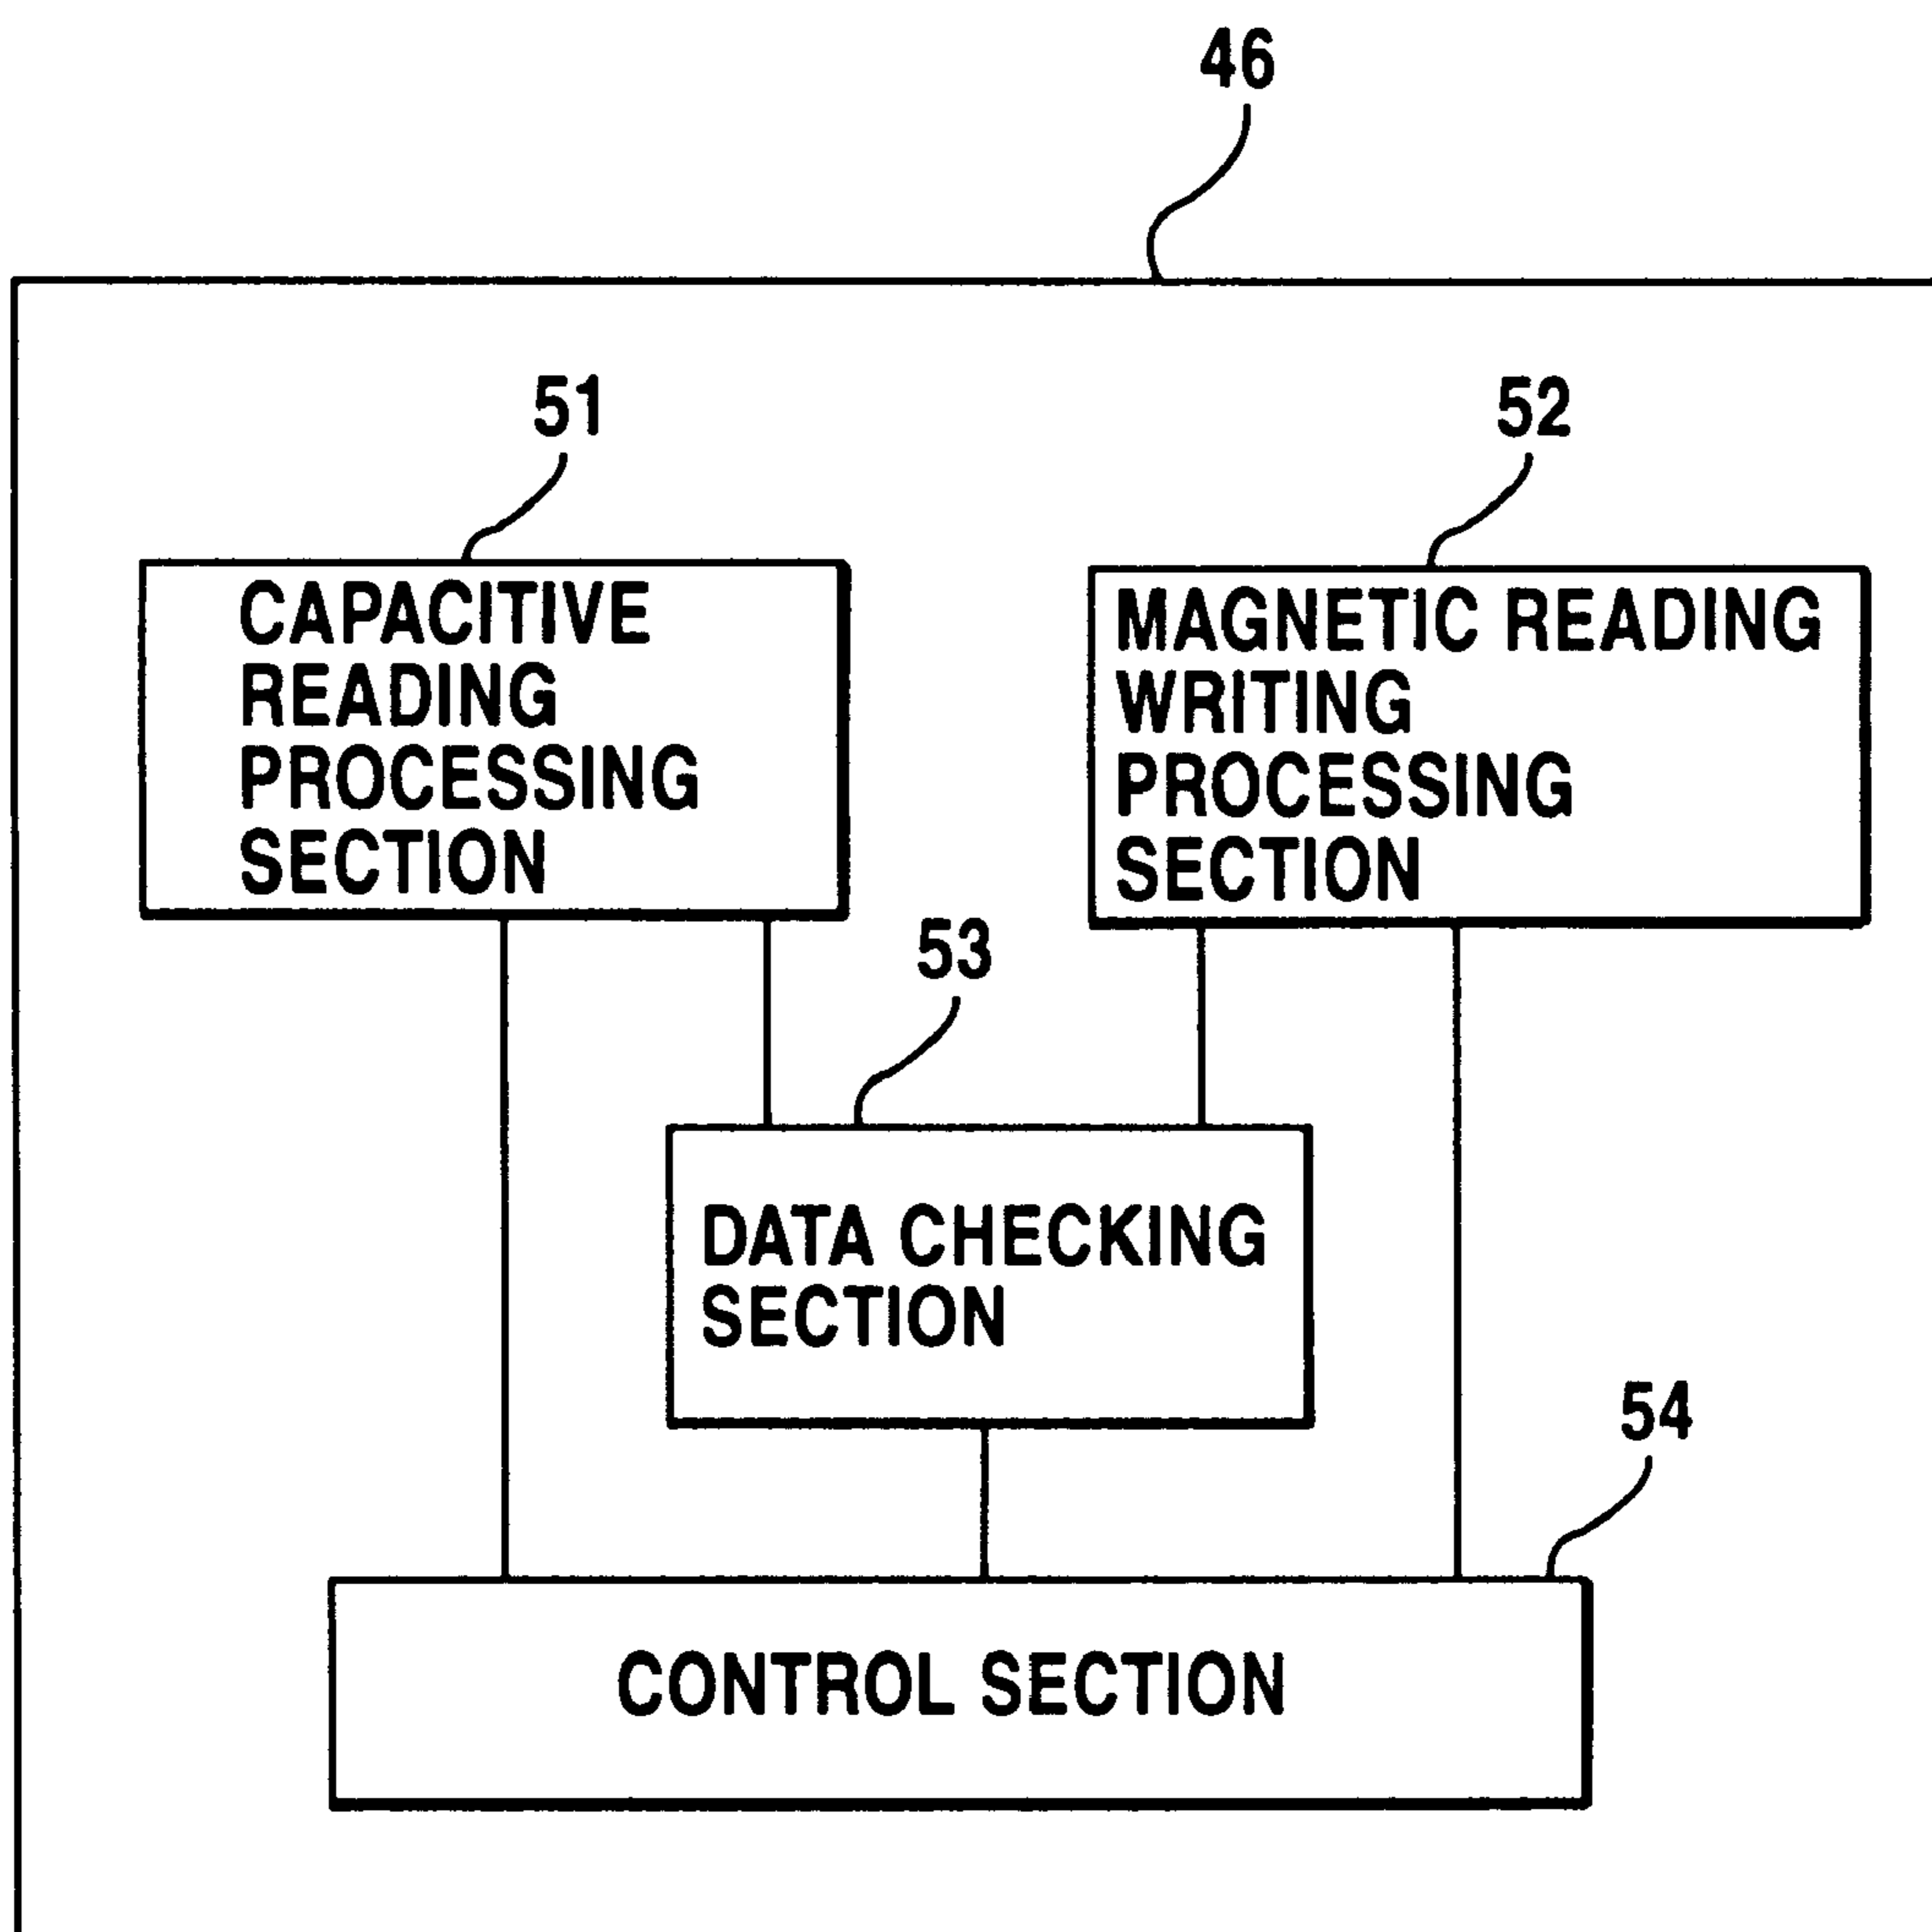 46
51
52
CAPACITIVE
READING
PROCESSING
SECTION
MAGNETIC READING
WRITING
PROCESSING
SECTION
53
DATA CHECKING
SECTION
54
CONTROL SECTION